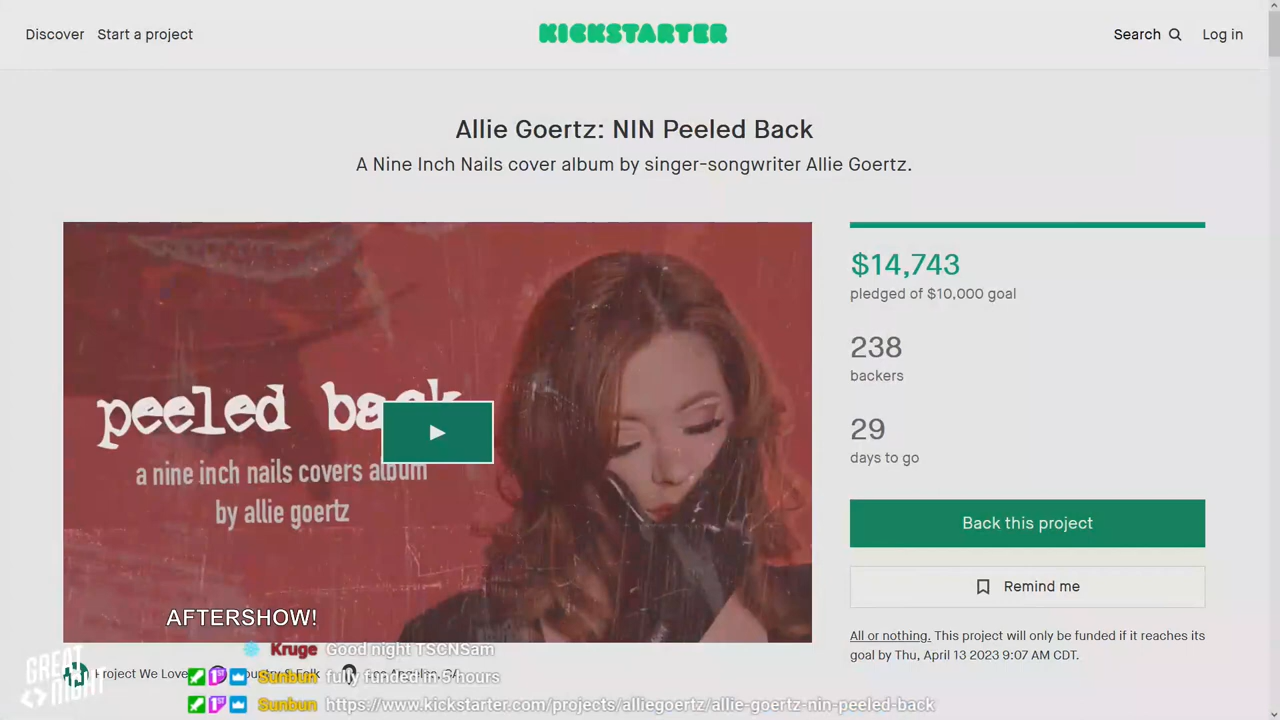 Discover Start a project KICKSTARTER Search Log in
Allie Goertz: NIN Peeled Back
A Nine Inch Nails cover album by singer-songwriter Allie Goertz.
$14,743
pledged of $10,000 goal
238
backers
29
days to go
peeled back
a nine inch nails covers album
by allie goertz
Back this project
Remind me
AFTERSHOW!
All or nothing. This project will only be funded if it reaches its
goal by Thu, April 13 2023 9:07 AM CDT.
Kruge Good night TSCNSam
GREAT NIGHT
Project We Love
Sunbun fully funded in 5 hours
Sunbun https://www.kickstarter.com/projects/alliegoertz/allie-goertz-nin-peeled-back